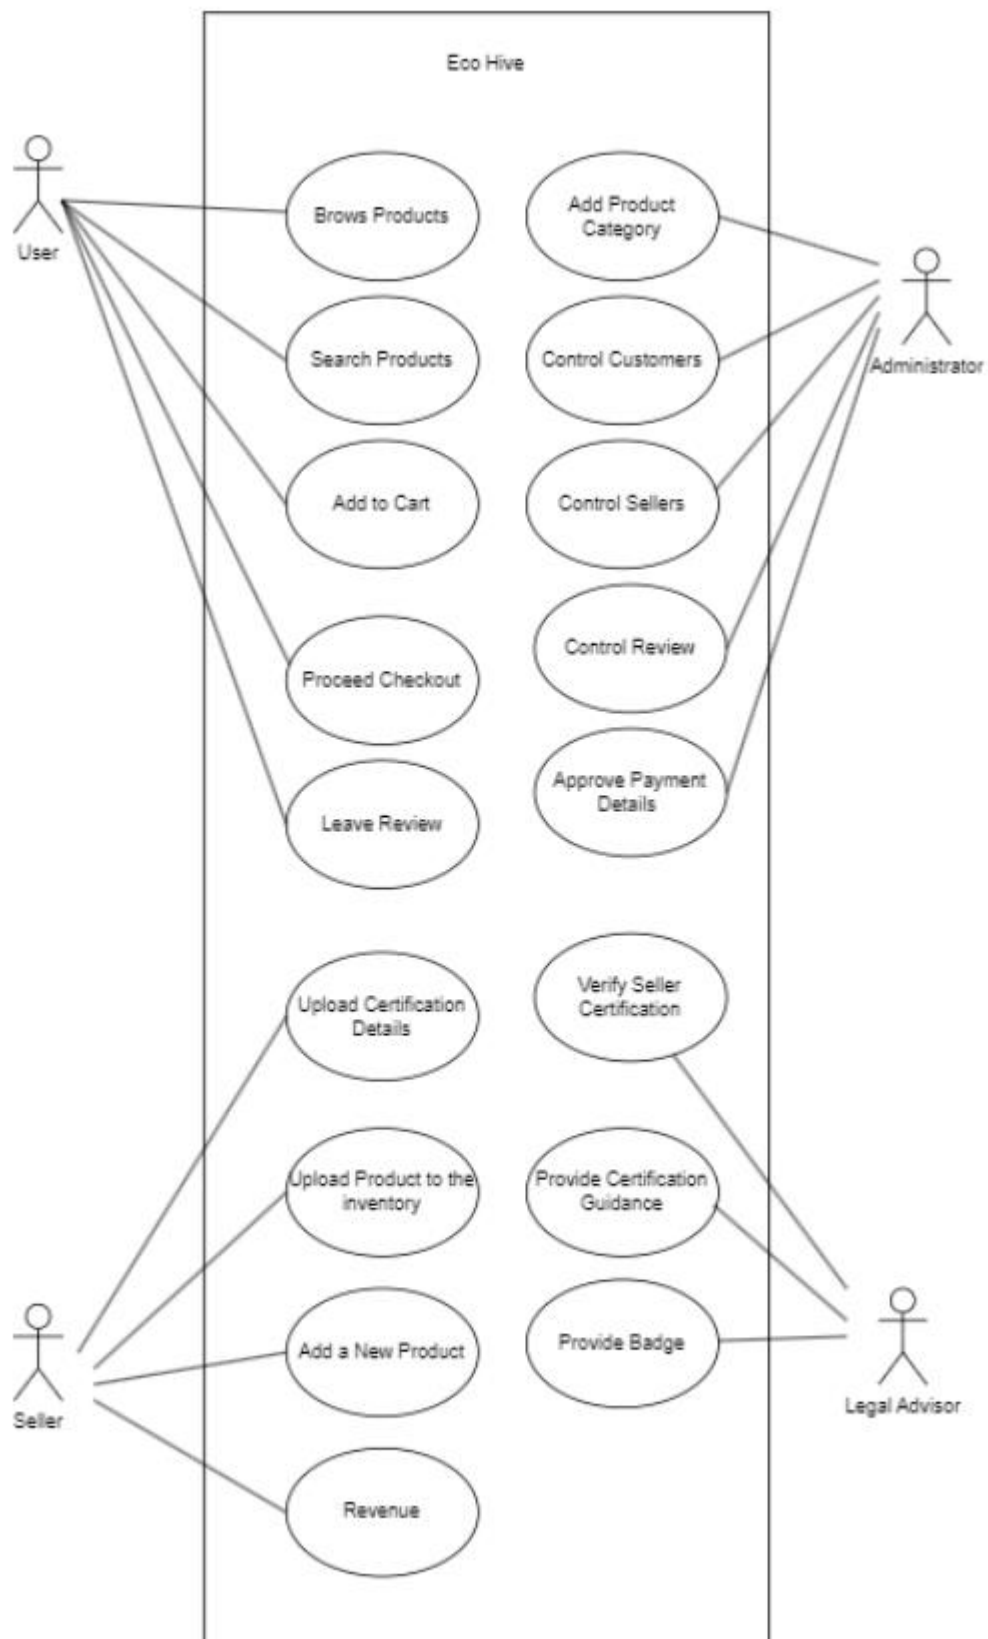 Eco Hive
User
Brows Products
Search Products
Add to Cart
Proceed Checkout
Leave Review
Add Product
Category
Control Customers
Control Sellers
Control Review
Approve Payment
Details
Administrator
Upload Certification
Details
Upload Product to the
inventory
Add a New Product
Revenue
Seller
Verify Seller
Certification
Provide Certification
Guidance
Provide Badge
Legal Advisor